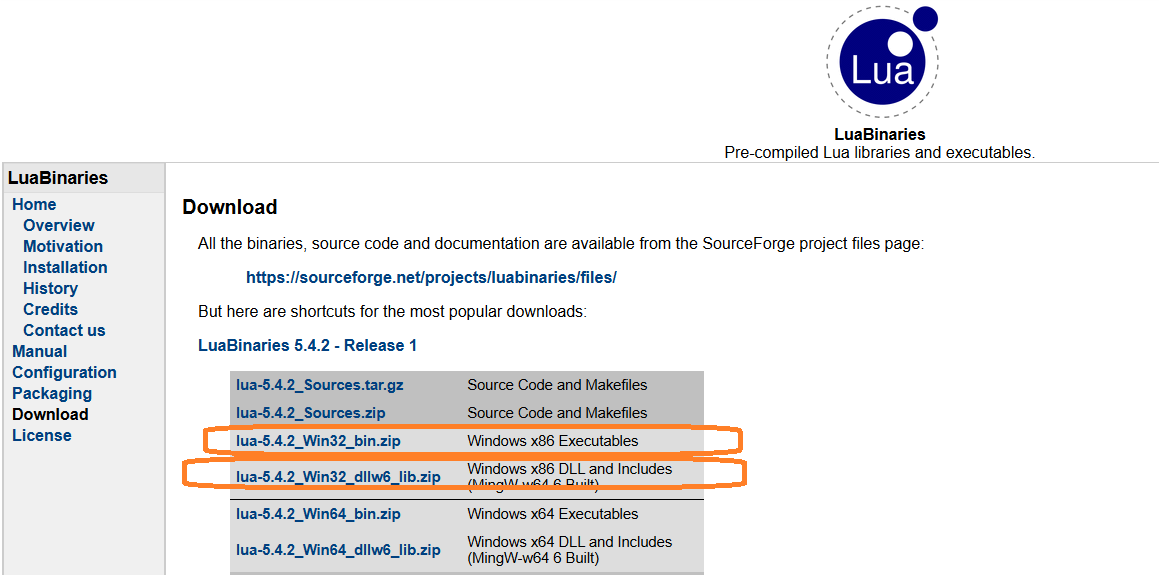 Lua
LuaBinaries
Pre-compiled Lua libraries and executables.
LuaBinaries
Home
Overview
Motivation
Installation
History
Credits
Contact us
Manual
Configuration
Packaging
Download
License
Download
All the binaries, source code and documentation are available from the SourceForge project files page:
https://sourceforge.net/projects/luabinaries/files/
But here are shortcuts for the most popular downloads:
LuaBinaries 5.4.2 - Release 1
lua-5.4.2_Sources.tar.gz Source Code and Makefiles
lua-5.4.2_Sources.zip Source Code and Makefiles
lua-5.4.2_Win32_bin.zip Windows x86 Executables
lua-5.4.2_Win32_dllw6_lib.zip Windows x86 DLL and Includes
(MingW-w64 6 Built)
lua-5.4.2_Win64_bin.zip Windows x64 Executables
lua-5.4.2_Win64_dllw6_lib.zip Windows x64 DLL and Includes
(MingW-w64 6 Built)